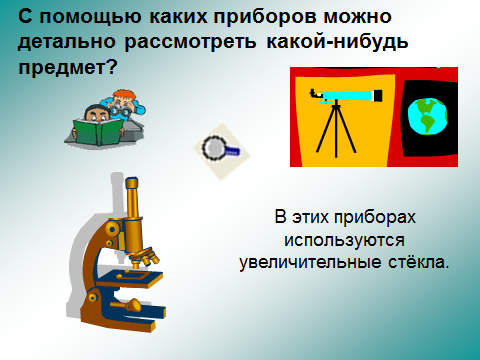 С помощью каких приборов можно
детально рассмотреть какой-нибудь
предмет?
В этих приборах
используются
увеличительные стёкла.